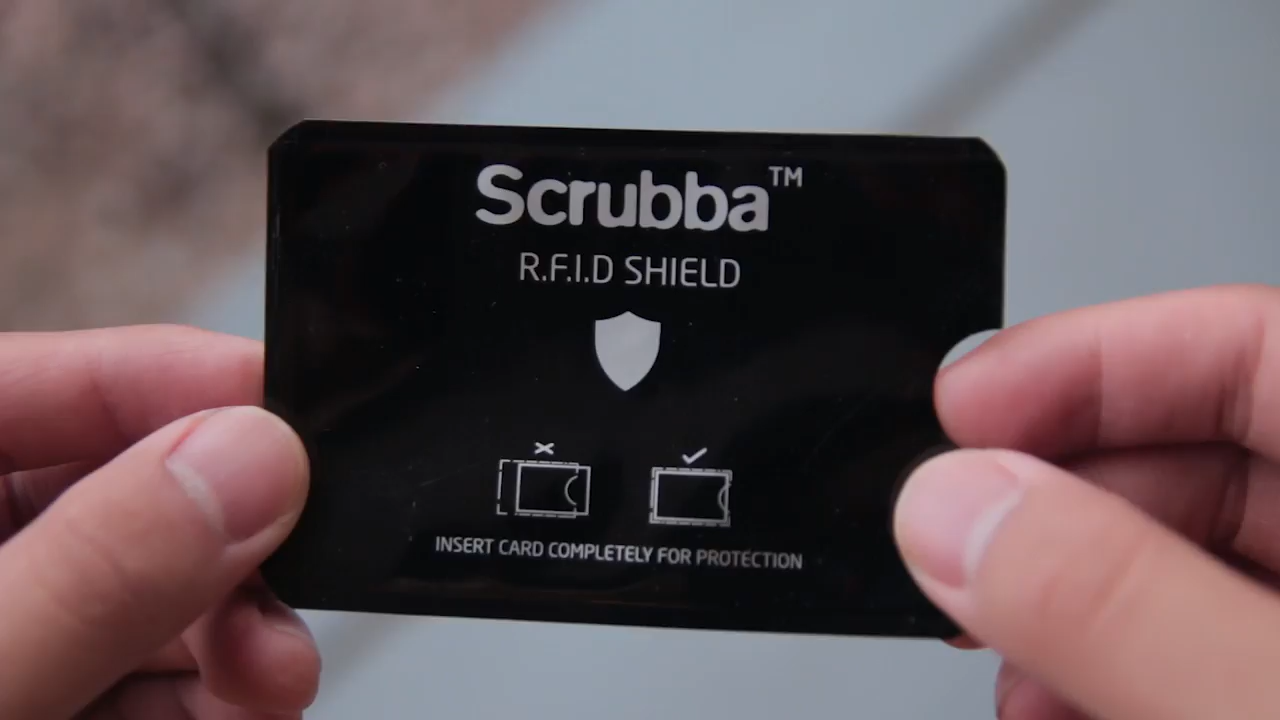 Scrubba™
R.F.I.D SHIELD
INSERT CARD COMPLETELY FOR PROTECTION